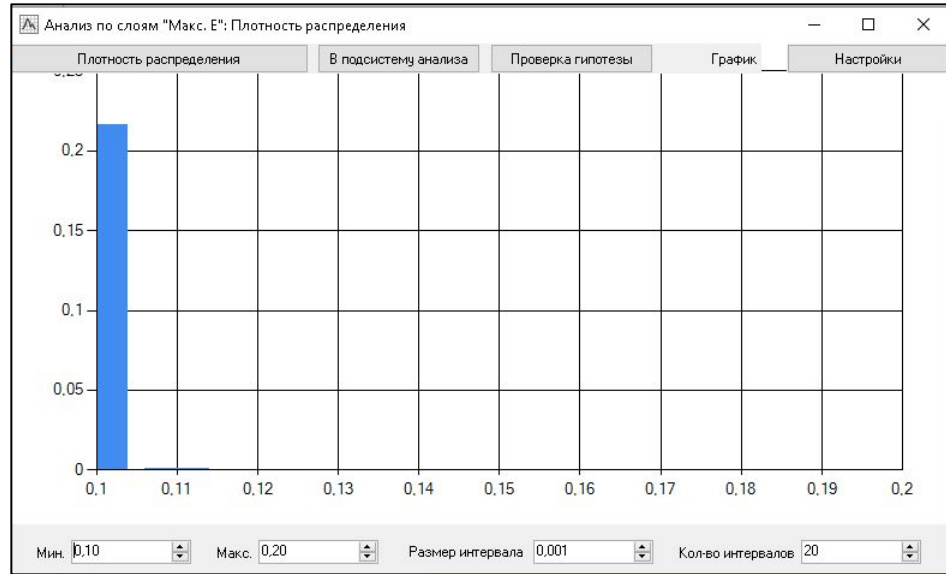 Анализ по слоям "Макс. Е": Плотность распределения
Плотность распределения В подсистему анализа Проверка гипотезы График Настройки
0,2
0,15
0,1
0,05
0
0,1 0,11 0,12 0,13 0,14 0,15 0,16 0,17 0,18 0,19 0,2
Мин. 0,10 Макс. 0,20 Размер интервала 0,001 Кол-во интервалов 20